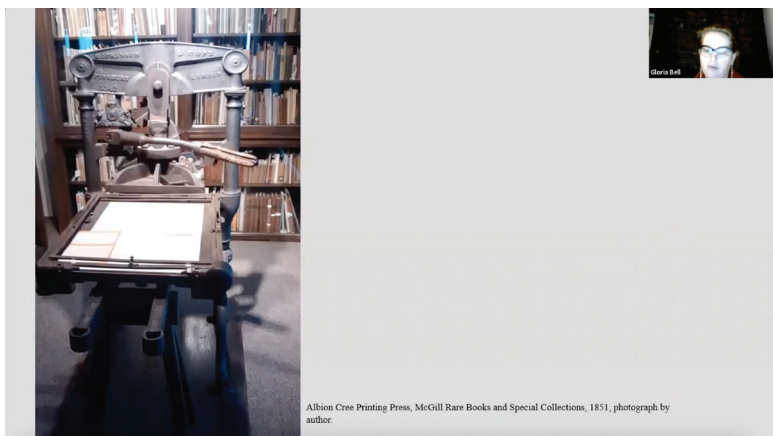 Gloria Bell
Albion Cree Printing Press, McGill Rare Books and Special Collections, 1851, photograph by
author.